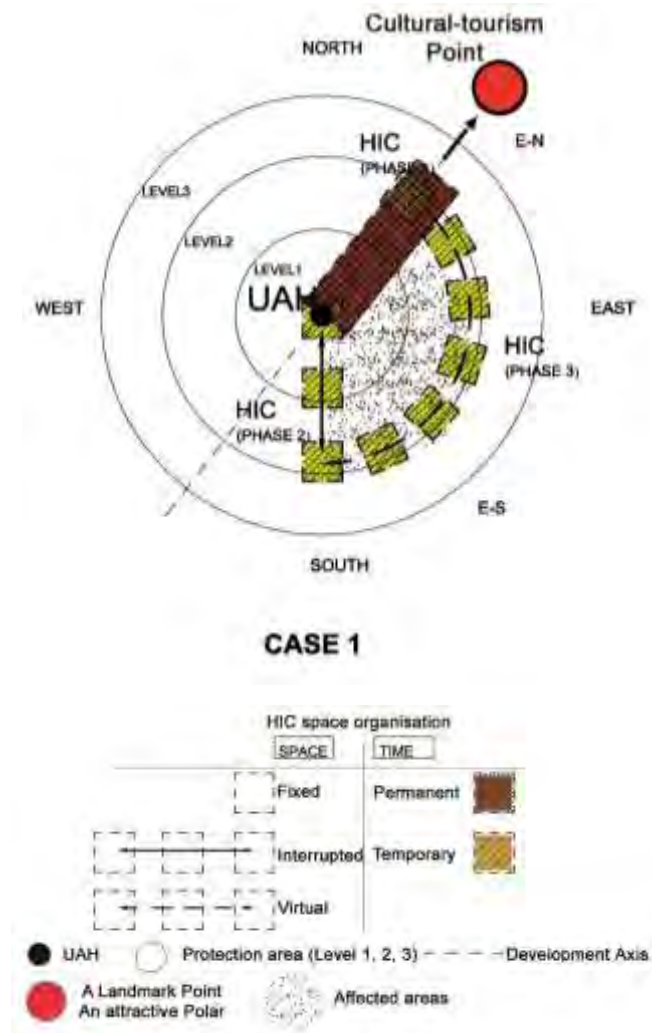 Cultural-tourism
Point
NORTH
E-N
HIC
(PHASE
LEVEL3
LEVEL2
LEVEL1
UAH
WEST
EAST
HIC
(PHASE 3)
HIC
(PHASE 2)
E-S
SOUTH
CASE 1
HIC space organisation
SPACE TIME
Fixed Permanent
Interrupted Temporary
Virtual
UAH Protection area (Level 1, 2, 3) Development Axis
A Landmark Point
An attractive Polar
Affected areas